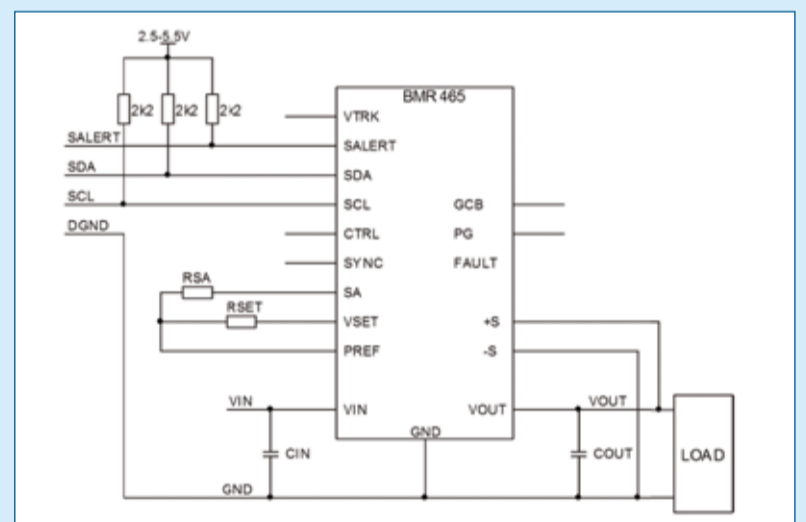 2.5-5.5V
BMR 465
2k2 2k2 2k2
VTRK
SALERT
SALERT
SDA
SDA
SCL
SCL
GCB
DGND
CTRL
PG
SYNC
FAULT
RSA
SA
RSET
VSET
+S
PREF
-S
VIN
VIN
VOUT
VOUT
GND
CIN
COUT
LOAD
GND